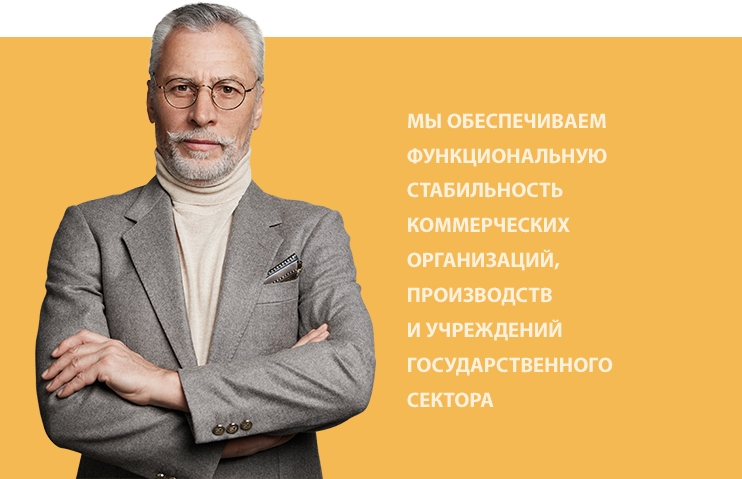 МЫ ОБЕСПЕЧИВАЕМ
ФУНКЦИОНАЛЬНУЮ
СТАБИЛЬНОСТЬ
КОММЕРЧЕСКИХ
ОРГАНИЗАЦИЙ,
ПРОИЗВОДСТВ
И УЧРЕЖДЕНИЙ
ГОСУДАРСТВЕННОГО
СЕКТОРА